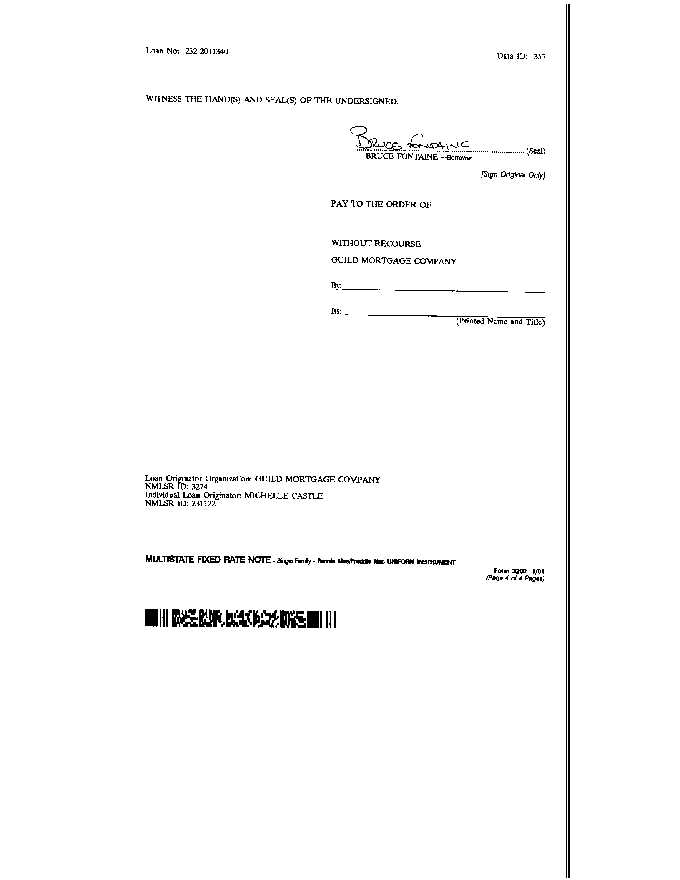 Loan No: 232-2011340
Data ID: 357
WITNESS THE HAND(S) AND SEAL(S) OF THE UNDERSIGNED.
BRUCE FONTAINE
(Seal)
BRUCE FONTAINE —Borrower
[Sign Original Only]
PAY TO THE ORDER OF
WITHOUT RECOURSE
GUILD MORTGAGE COMPANY
By:
Its:
(Printed Name and Title)
Loan Originator Organization: GUILD MORTGAGE COMPANY
NMLSR ID: 3274
Individual Loan Originator: MICHELLE CASTLE
NMLSR ID: 231122
MULTISTATE FIXED RATE NOTE - Single Family - Fannie Mae/Freddie Mac UNIFORM INSTRUMENT
Form 3200 1/01
(Page 4 of 4 Pages)